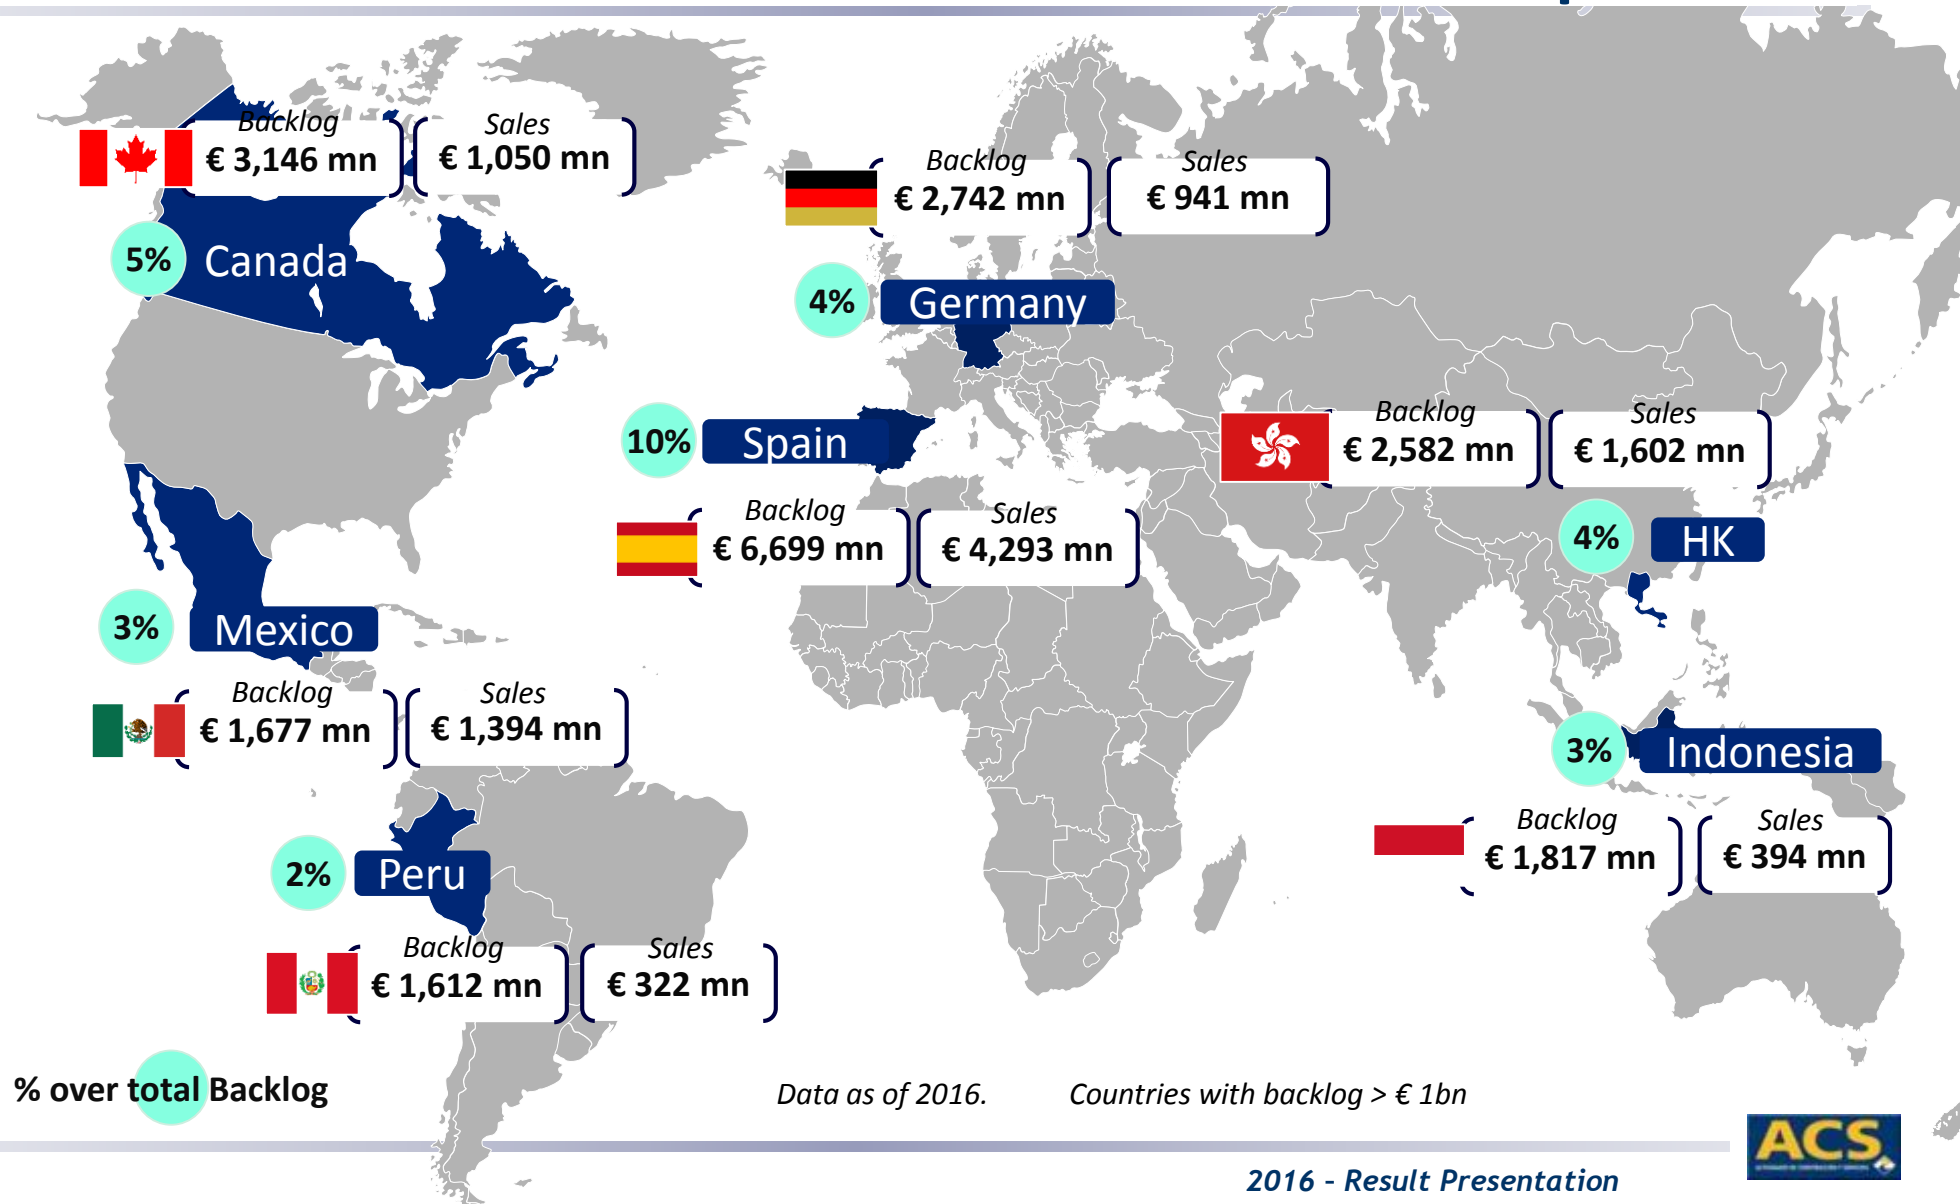 Backlog
€ 3,146 mn
Sales
€ 1,050 mn
5%
Canada
Backlog
€ 2,742 mn
Sales
€ 941 mn
4%
Germany
10%
Spain
Backlog
€ 6,699 mn
Sales
€ 4,293 mn
Backlog
€ 2,582 mn
Sales
€ 1,602 mn
4%
HK
3%
Mexico
Backlog
€ 1,677 mn
Sales
€ 1,394 mn
3%
Indonesia
Backlog
€ 1,817 mn
Sales
€ 394 mn
2%
Peru
Backlog
€ 1,612 mn
Sales
€ 322 mn
% over total Backlog
Data as of 2016.
Countries with backlog > € 1bn
ACS
2016 - Result Presentation